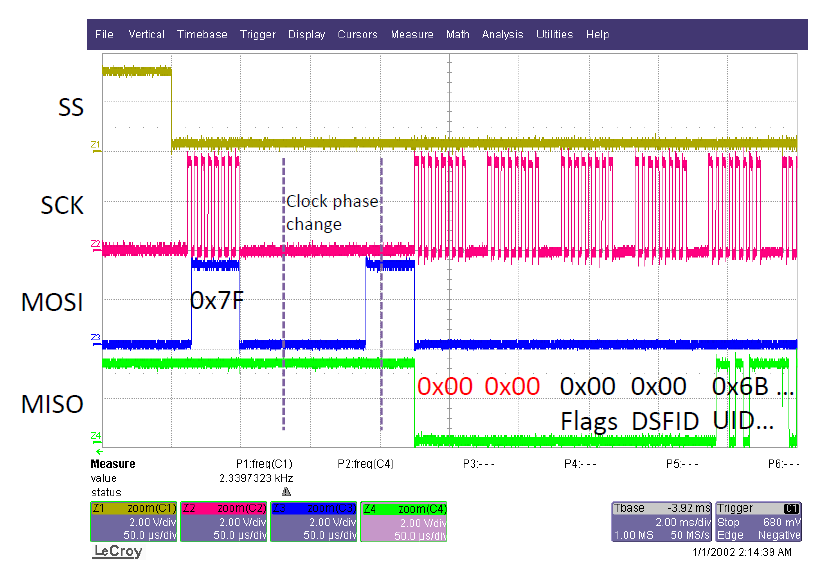 File Vertical Timebase Trigger Display Cursors Measure Math Analysis Utilities Help
SS
Z1
SCK
Clock phase
change
Z2
MOSI
0x7F
Z3
MISO
0x00 0x00 0x00 0x00 0x6B ...
Flags DSFID UID...
Z4
Measure P1:freq(C1) P2:freq(C4) P3:--- P4:--- P5:--- P6:---
value 2.3397323 kHz
status
Z1 zoom(C1) Z2 zoom(C2) Z3 zoom(C3) Z4 zoom(C4) Tbase -3.92 ms Trigger C1
2.00 V/div 2.00 V/div 2.00 V/div 2.00 V/div 2.00 ms/div Stop 680 mV
50.0 µs/div 50.0 µs/div 50.0 µs/div 50.0 µs/div 1.00 MS 50 MS/s Edge Negative
LeCroy 1/1/2002 2:14:39 AM